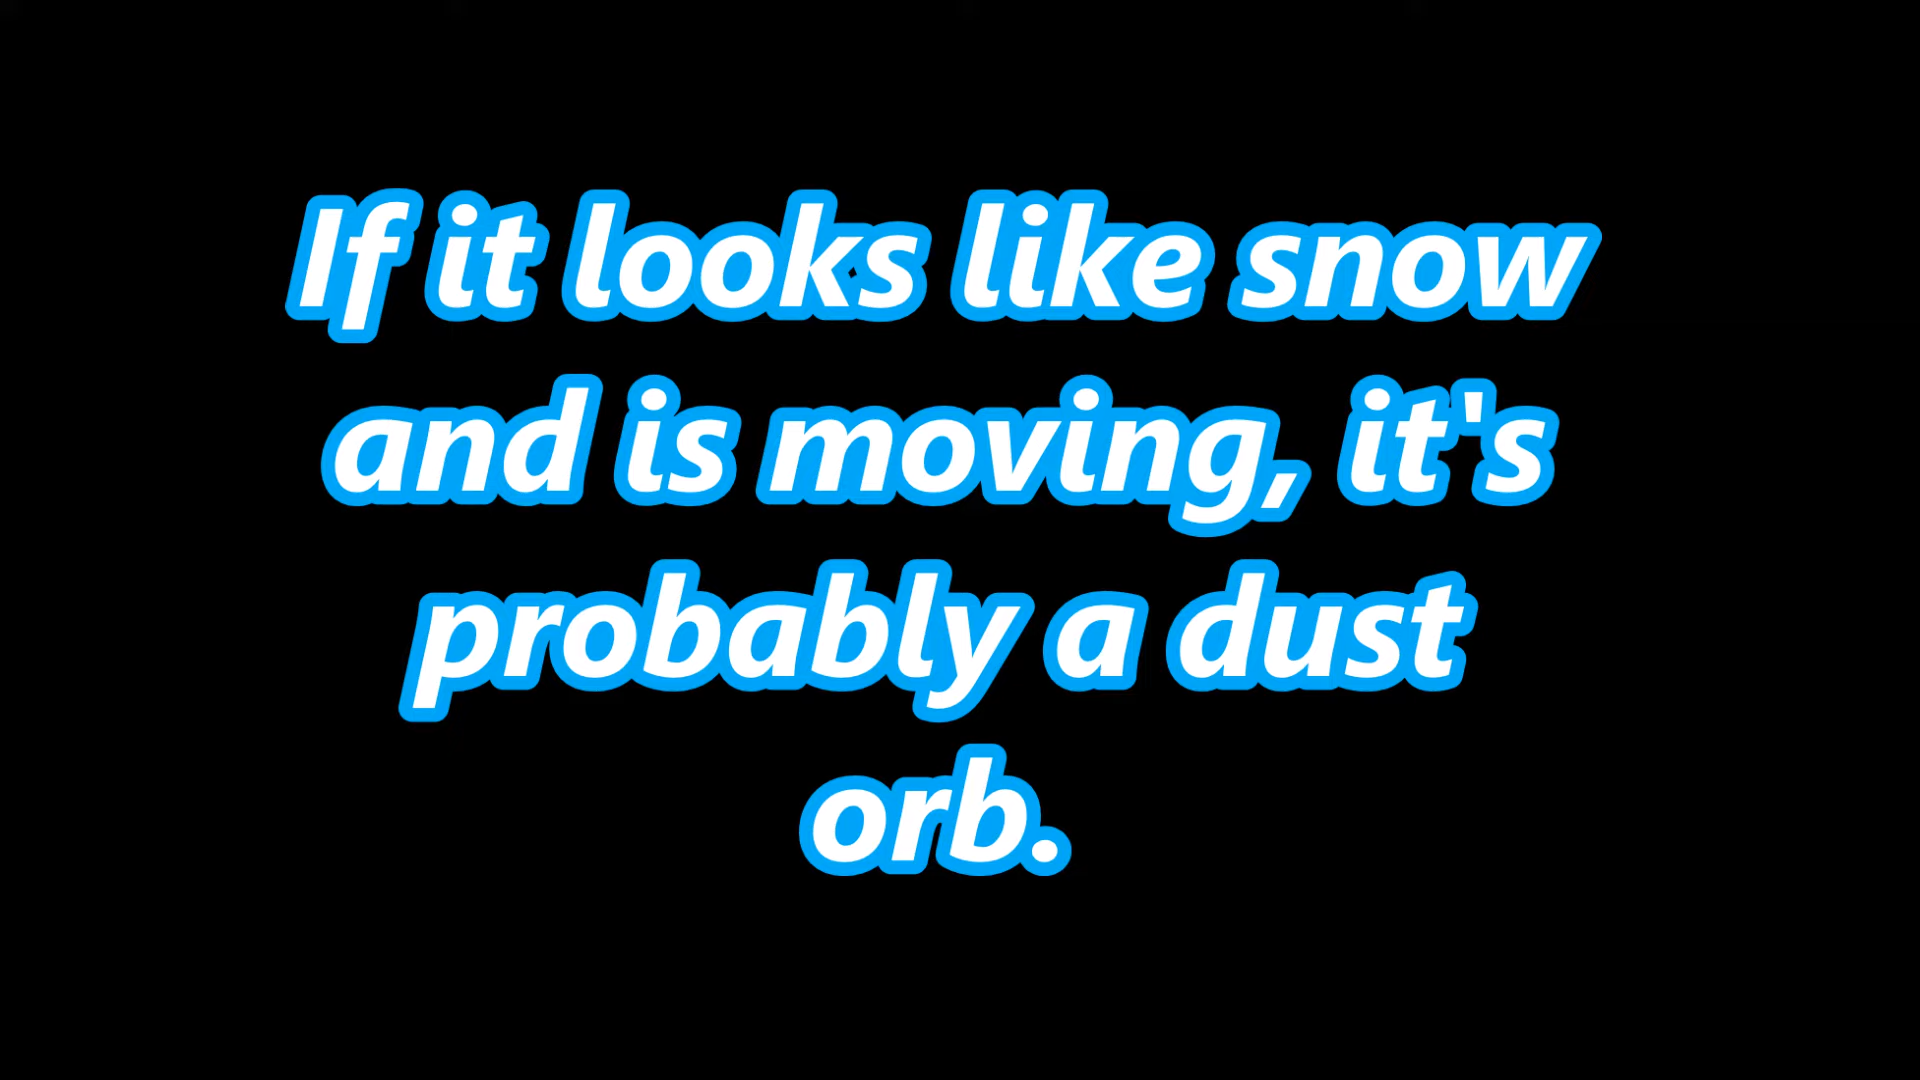 If it looks like snow
and is moving, it's
probably a dust
orb.